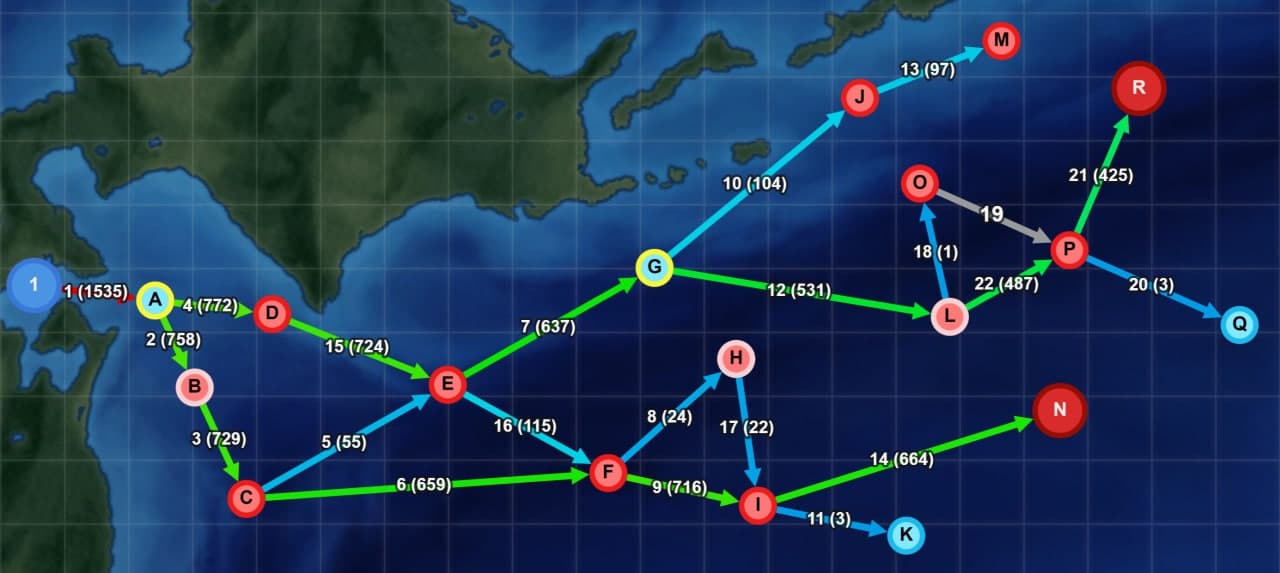 M
13 (97)
R
J
21 (425)
10 (104)
O
19
P
18 (1)
G
20 (3)
22 (487)
1
1 (1535)
A
4 (772)
D
12 (531)
L
Q
7 (637)
2 (758)
15 (724)
H
B
E
8 (24)
17 (22)
N
16 (115)
3 (729)
5 (55)
14 (664)
F
6 (659)
9 (716)
C
I
11 (3)
K